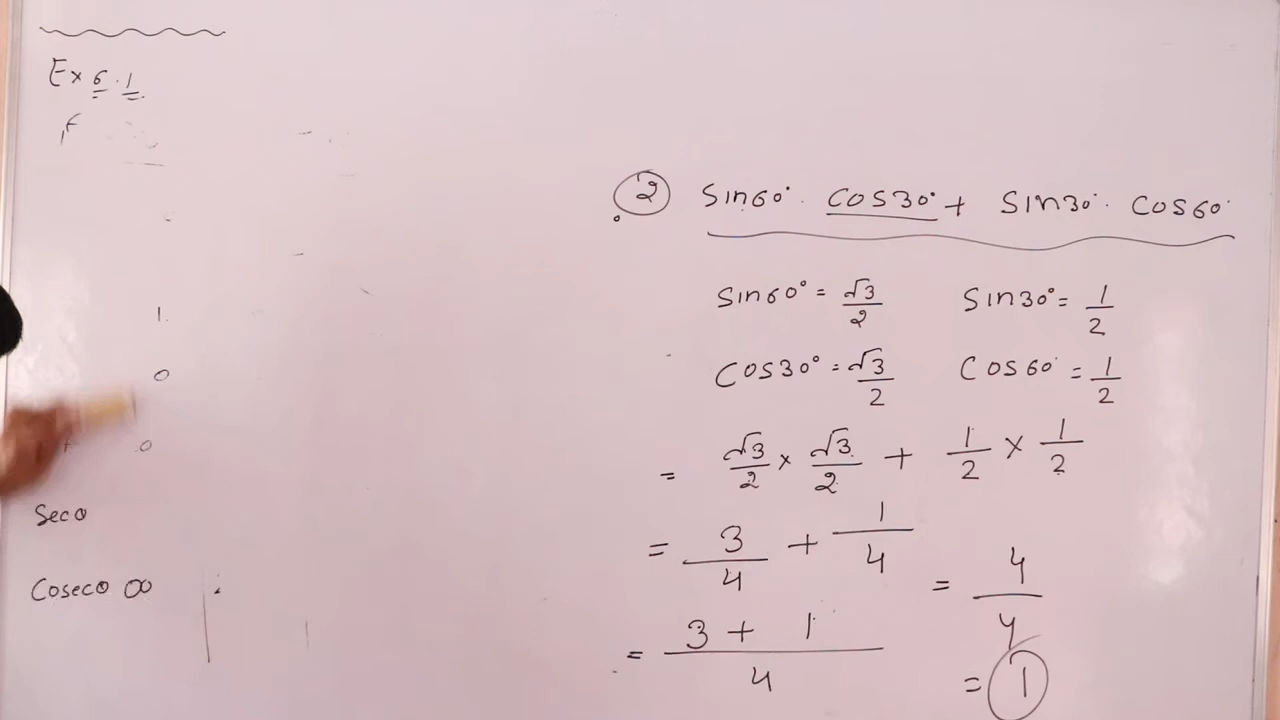 Ex 6.1
1.
0
0
Secθ
Cosecθ ∞
② Sin60°. COS30° + Sin30°. COS60°
Sin60° = √3/2 Sin30° = 1/2
COS30° = √3/2 COS60° = 1/2
= √3/2 × √3/2 + 1/2 × 1/2
= 3/4 + 1/4
= 4/4
= 3 + 1/4
= 1